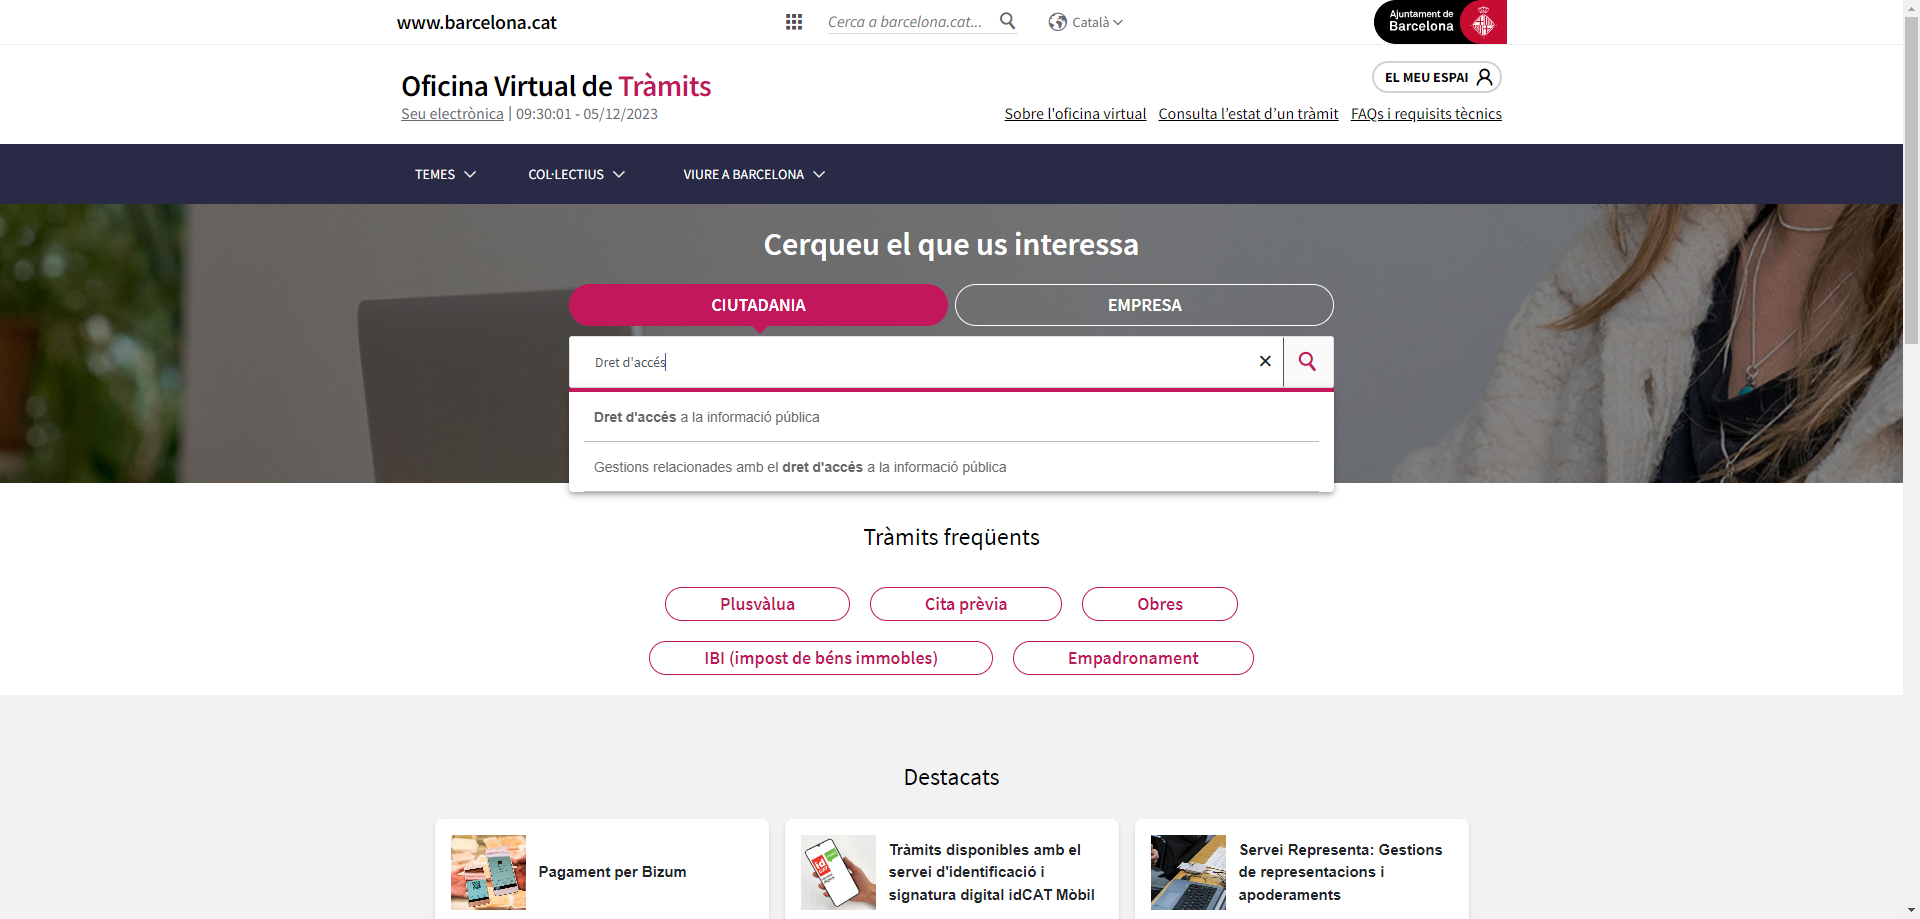 www.barcelona.cat
Cerca a barcelona.cat...
Català
Ajuntament de
Barcelona
Oficina Virtual de Tràmits
EL MEU ESPAI
Seu electrònica | 09:30:01 - 05/12/2023
Sobre l'oficina virtual
Consulta l’estat d’un tràmit
FAQs i requisits tècnics
TEMES
COL·LECTIUS
VIURE A BARCELONA
Cerqueu el que us interessa
CIUTADANIA
EMPRESA
Dret d'accés
Dret d'accés a la informació pública
Gestions relacionades amb el dret d'accés a la informació pública
Tràmits freqüents
Plusvàlua
Cita prèvia
Obres
IBI (impost de béns immobles)
Empadronament
Destacats
Pagament per Bizum
Tràmits disponibles amb el
servei d'identificació i
signatura digital idCAT Mòbil
Servei Representa: Gestions
de representacions i
apoderaments